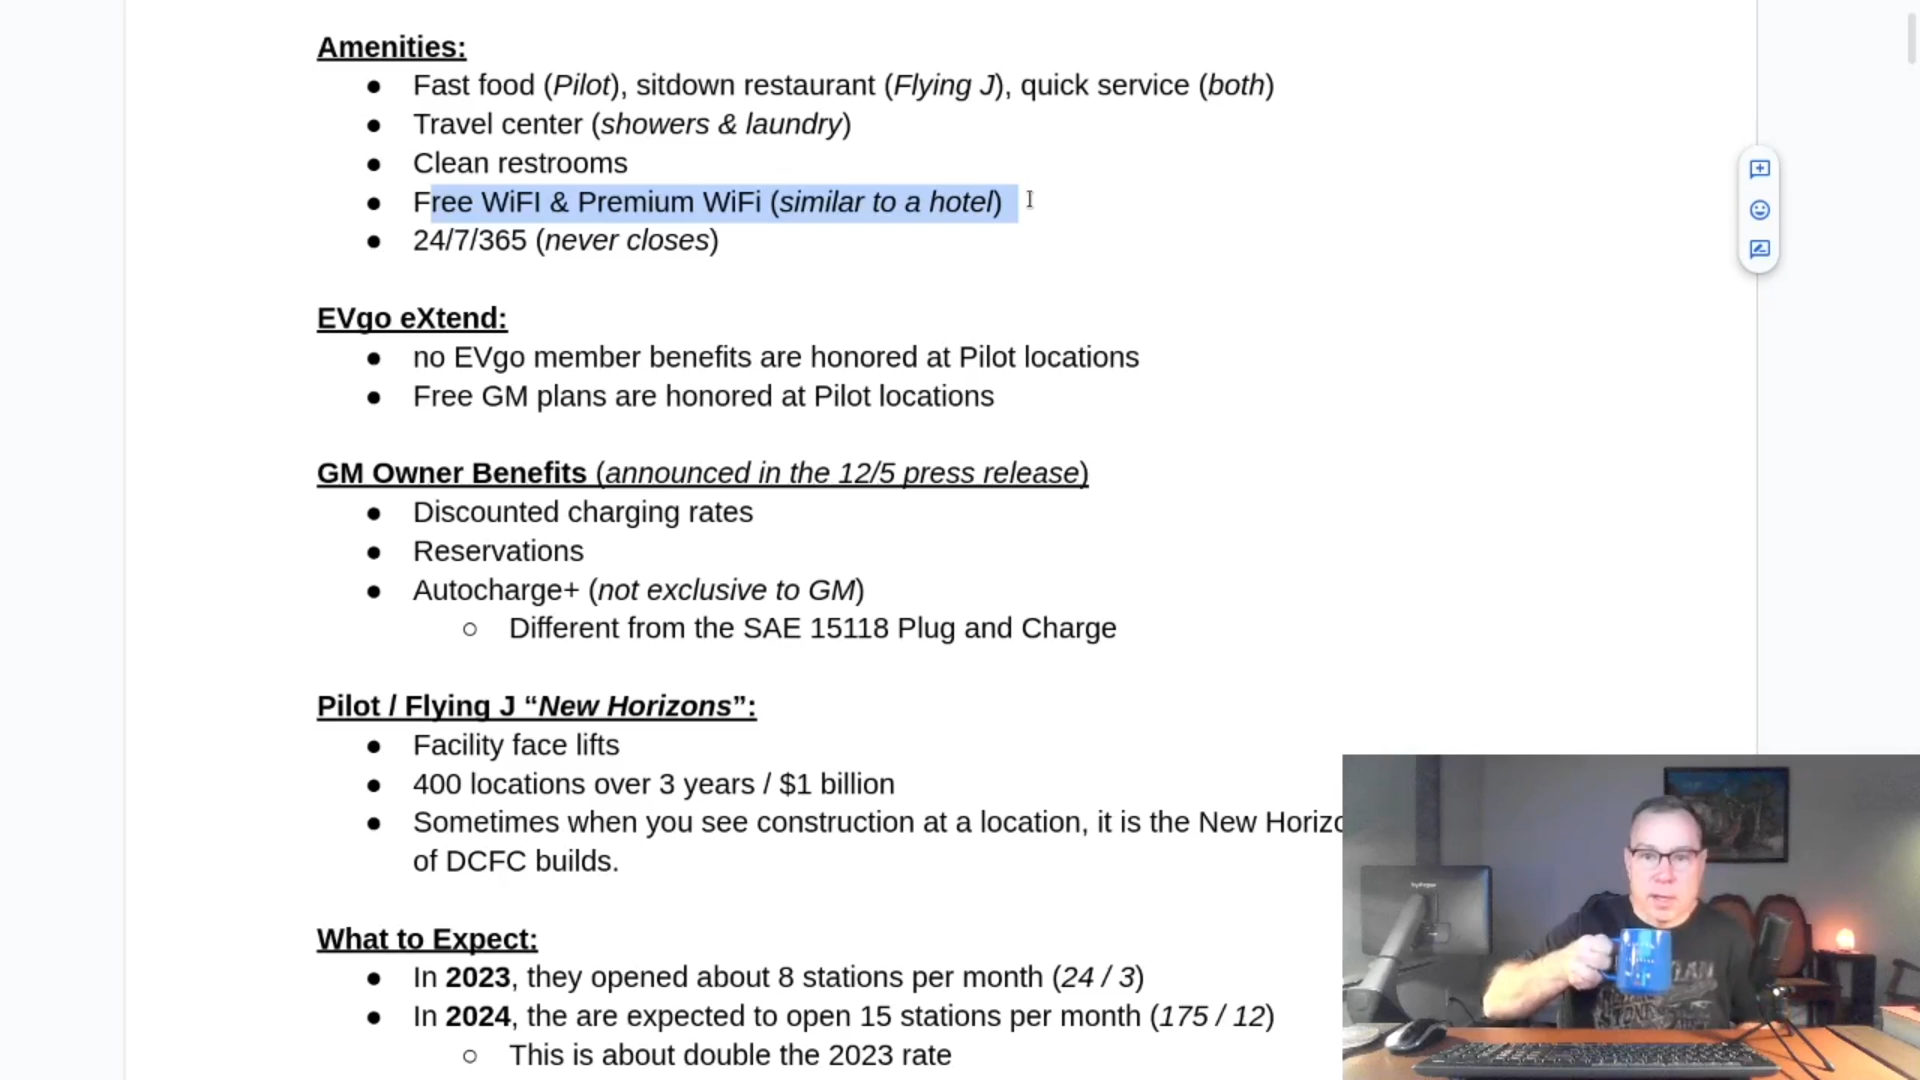 Amenities:
● Fast food (Pilot), sitdown restaurant (Flying J), quick service (both)
● Travel center (showers & laundry)
● Clean restrooms
● Free WiFI & Premium WiFi (similar to a hotel)
● 24/7/365 (never closes)
EVgo eXtend:
● no EVgo member benefits are honored at Pilot locations
● Free GM plans are honored at Pilot locations
GM Owner Benefits (announced in the 12/5 press release)
● Discounted charging rates
● Reservations
● Autocharge+ (not exclusive to GM)
○ Different from the SAE 15118 Plug and Charge
Pilot / Flying J “New Horizons”:
● Facility face lifts
● 400 locations over 3 years / $1 billion
● Sometimes when you see construction at a location, it is the New Horizo
of DCFC builds.
What to Expect:
● In 2023, they opened about 8 stations per month (24 / 3)
● In 2024, the are expected to open 15 stations per month (175 / 12)
○ This is about double the 2023 rate